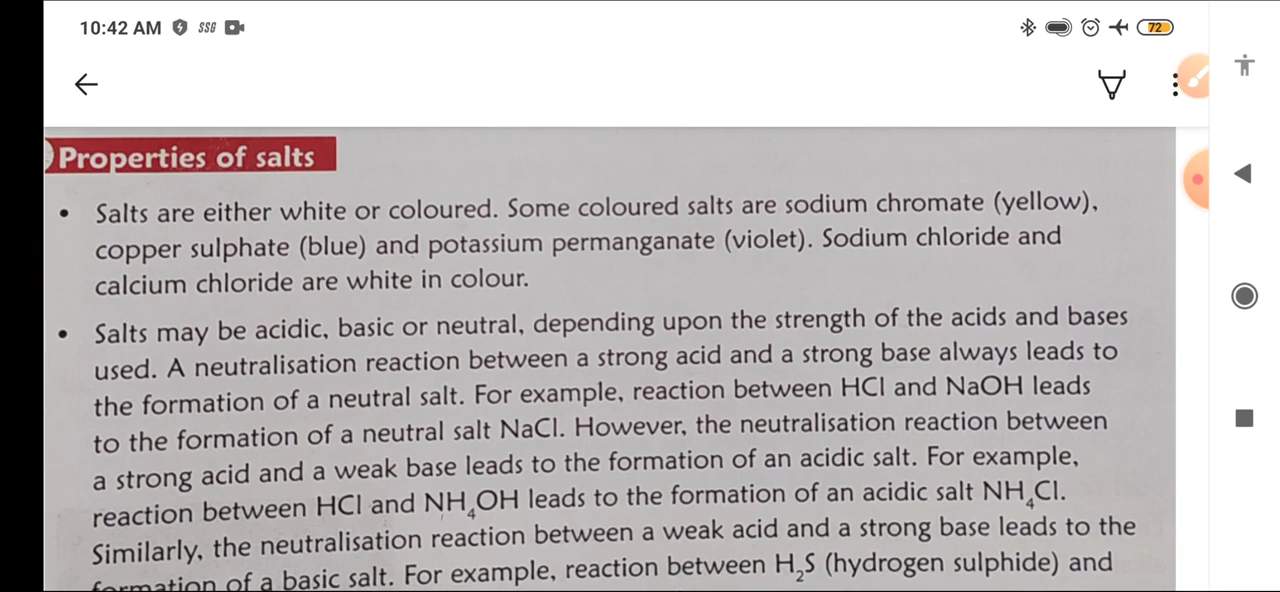 10:42 AM SSG 72
Properties of salts
• Salts are either white or coloured. Some coloured salts are sodium chromate (yellow),
copper sulphate (blue) and potassium permanganate (violet). Sodium chloride and
calcium chloride are white in colour.
• Salts may be acidic, basic or neutral, depending upon the strength of the acids and bases
used. A neutralisation reaction between a strong acid and a strong base always leads to
the formation of a neutral salt. For example, reaction between HCl and NaOH leads
to the formation of a neutral salt NaCl. However, the neutralisation reaction between
a strong acid and a weak base leads to the formation of an acidic salt. For example,
reaction between HCl and NH₄OH leads to the formation of an acidic salt NH₄Cl.
Similarly, the neutralisation reaction between a weak acid and a strong base leads to the
formation of a basic salt. For example, reaction between H₂S (hydrogen sulphide) and